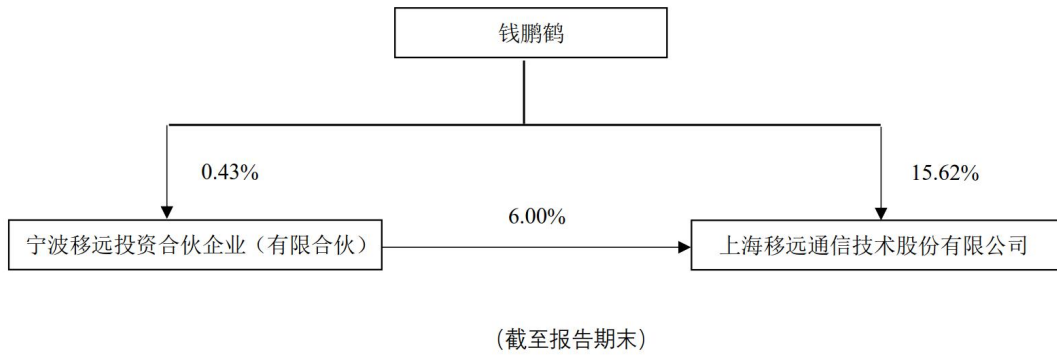 钱鹏鹤
0.43%
15.62%
6.00%
宁波移远投资合伙企业（有限合伙）
上海移远通信技术股份有限公司
（截至报告期末）